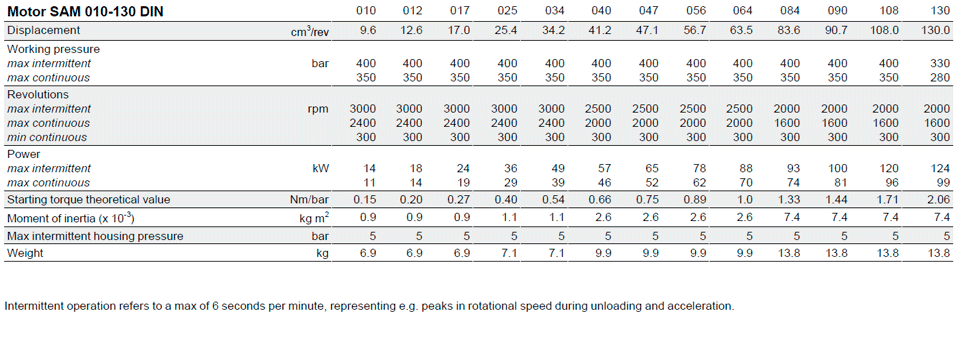 Motor SAM 010-130 DIN 010 012 017 025 034 040 047 056 064 084 090 108 130
Displacement cm³/rev 9.6 12.6 17.0 25.4 34.2 41.2 47.1 56.7 63.5 83.6 90.7 108.0 130.0
Working pressure
max intermittent bar 400 400 400 400 400 400 400 400 400 400 400 400 330
max continuous 350 350 350 350 350 350 350 350 350 350 350 350 280
Revolutions
max intermittent rpm 3000 3000 3000 3000 3000 2500 2500 2500 2500 2000 2000 2000 2000
max continuous 2400 2400 2400 2400 2400 2000 2000 2000 2000 1600 1600 1600 1600
min continuous 300 300 300 300 300 300 300 300 300 300 300 300 300
Power
max intermittent kW 14 18 24 36 49 57 65 78 88 93 100 120 124
max continuous 11 14 19 29 39 46 52 62 70 74 81 96 99
Starting torque theoretical value Nm/bar 0.15 0.20 0.27 0.40 0.54 0.66 0.75 0.89 1.0 1.33 1.44 1.71 2.06
Moment of inertia (x 10⁻³) kg m² 0.9 0.9 0.9 1.1 1.1 2.6 2.6 2.6 2.6 7.4 7.4 7.4 7.4
Max intermittent housing pressure bar 5 5 5 5 5 5 5 5 5 5 5 5 5
Weight kg 6.9 6.9 6.9 7.1 7.1 9.9 9.9 9.9 9.9 13.8 13.8 13.8 13.8
Intermittent operation refers to a max of 6 seconds per minute, representing e.g. peaks in rotational speed during unloading and acceleration.